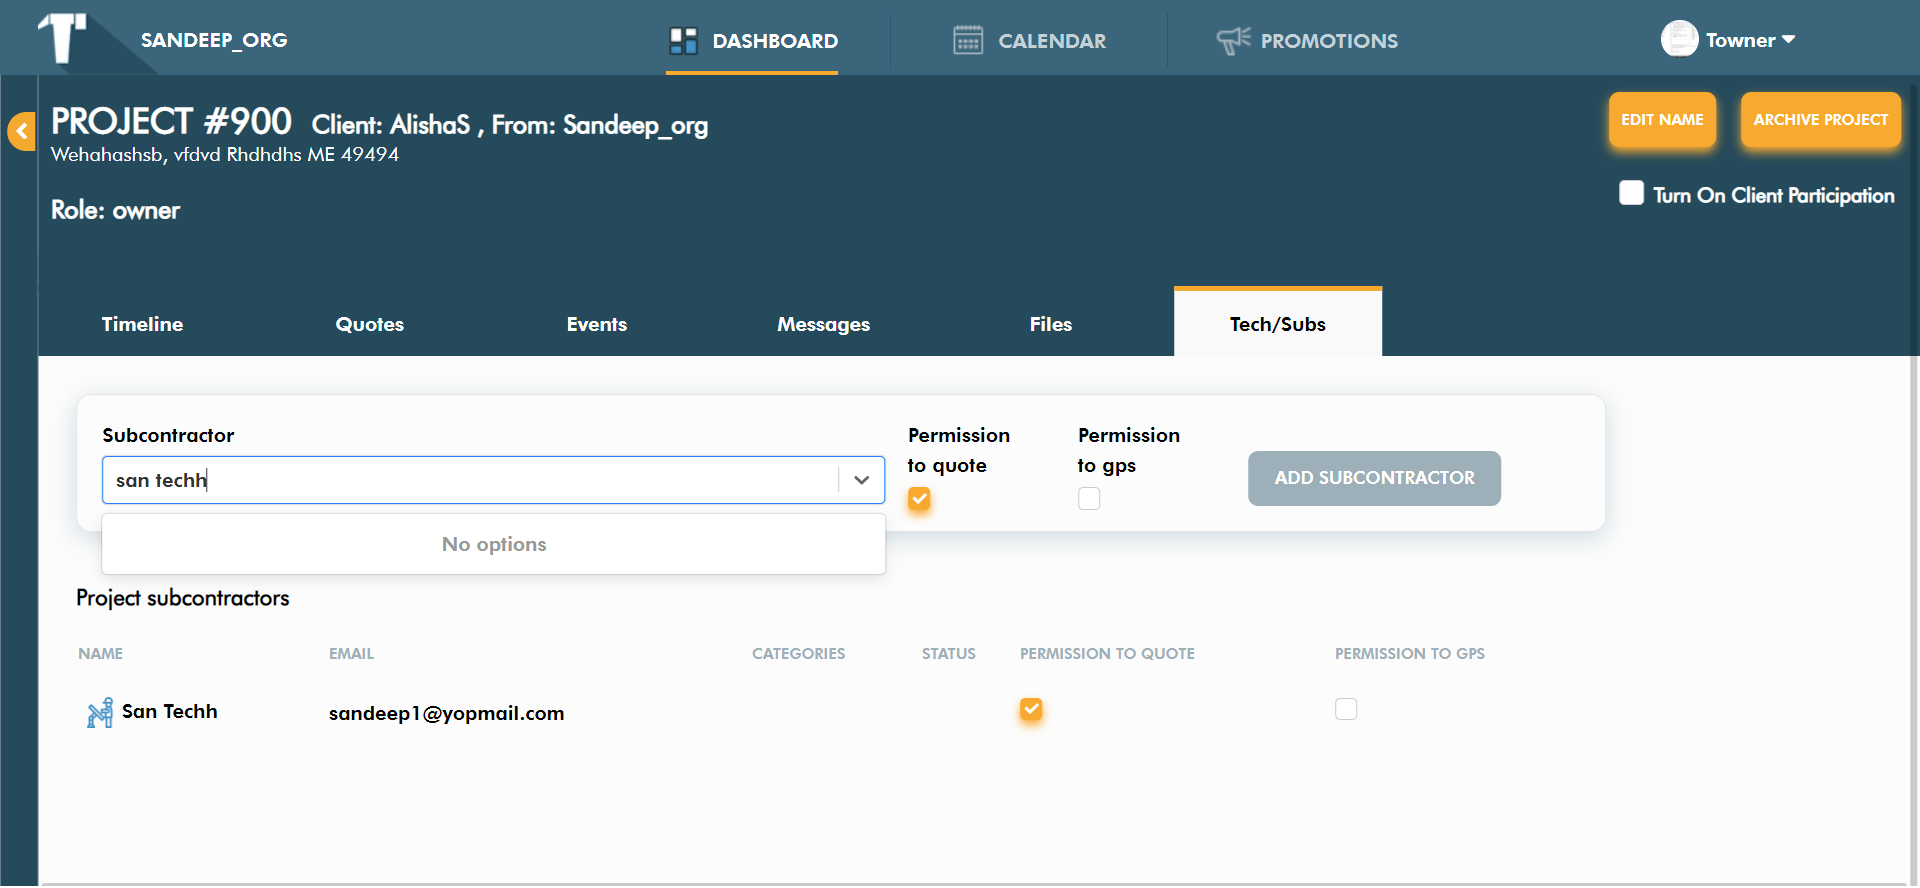 SANDEEP_ORG
DASHBOARD
CALENDAR
PROMOTIONS
Towner
PROJECT #900 Client: AlishaS , From: Sandeep_org
Wehahashsb, vfdvd Rhdhdhs ME 49494
Role: owner
EDIT NAME
ARCHIVE PROJECT
Turn On Client Participation
Timeline
Quotes
Events
Messages
Files
Tech/Subs
Subcontractor
san techh
No options
Permission
to quote
Permission
to gps
ADD SUBCONTRACTOR
Project subcontractors
NAME EMAIL CATEGORIES STATUS PERMISSION TO QUOTE PERMISSION TO GPS
San Techh sandeep1@yopmail.com